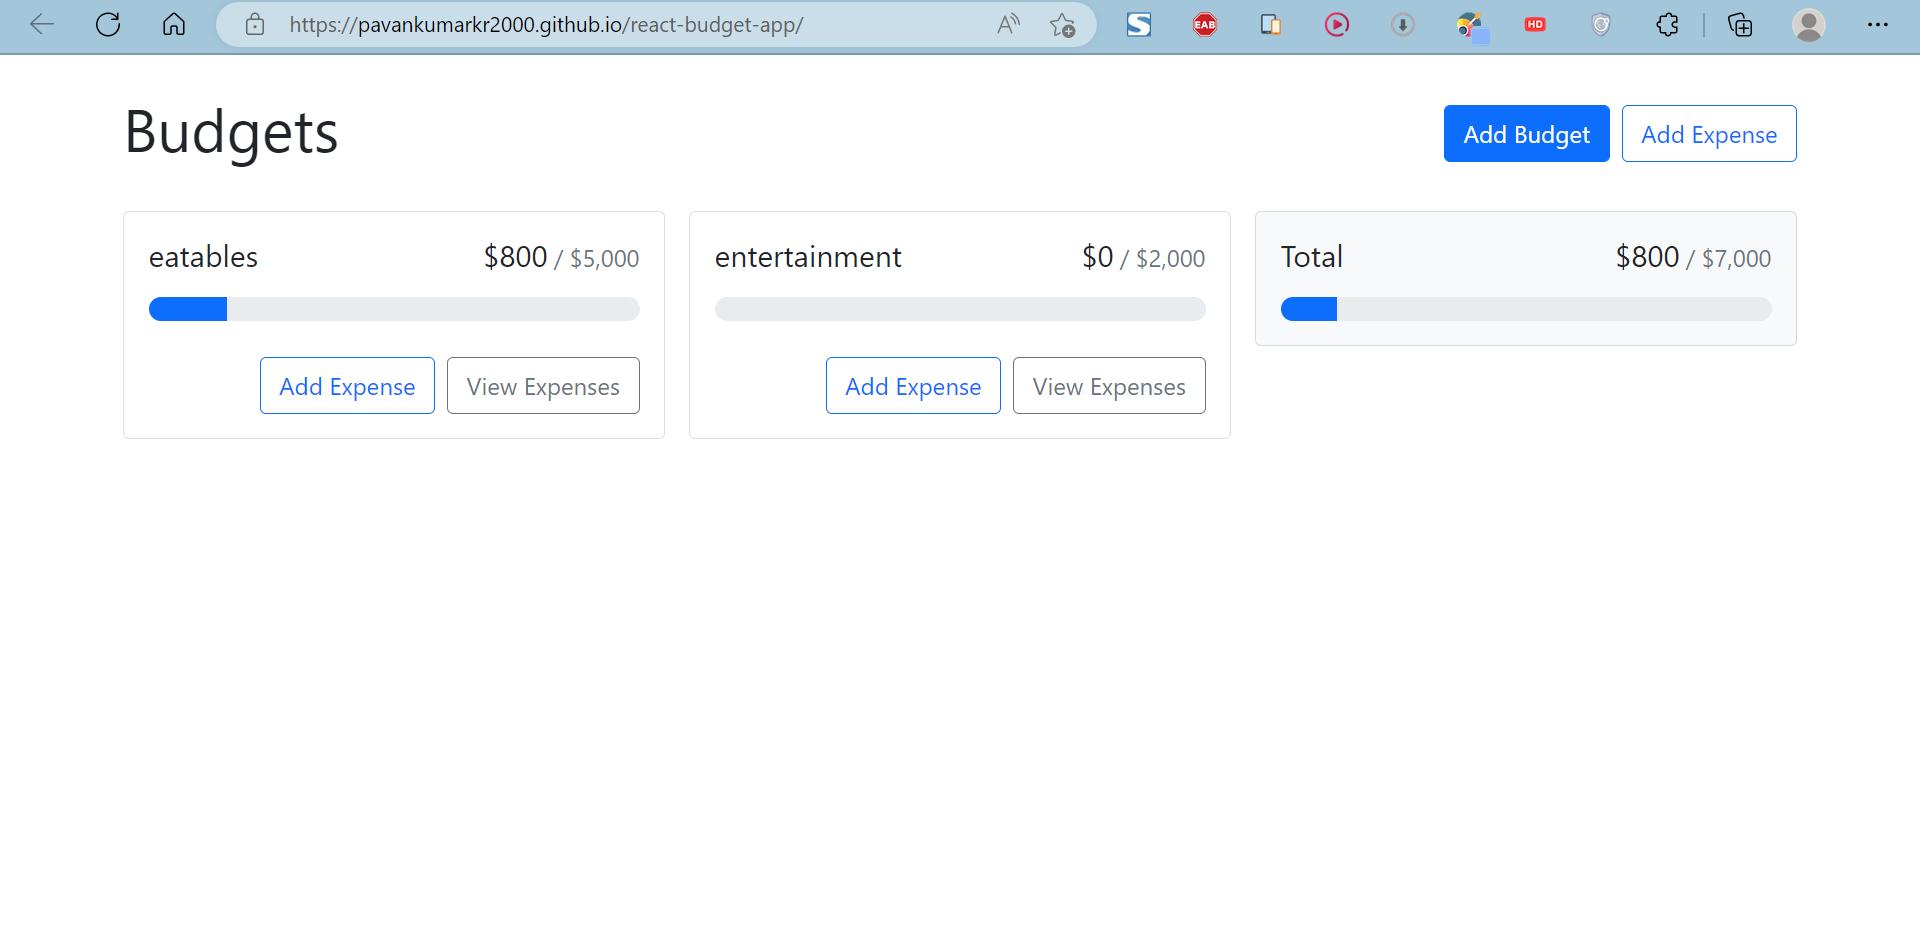 https://pavankumarkr2000.github.io/react-budget-app/
A
S
EAB
HD
Budgets
Add Budget
Add Expense
eatables
$800 / $5,000
Add Expense
View Expenses
entertainment
$0 / $2,000
Add Expense
View Expenses
Total
$800 / $7,000